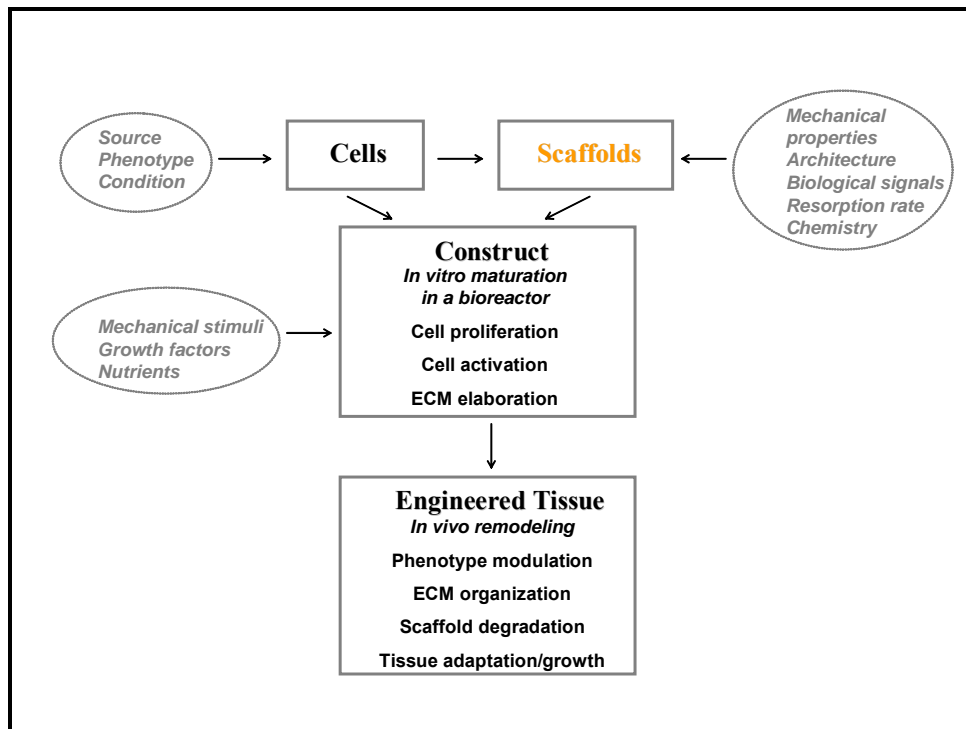 Source
Phenotype
Condition
Cells
Scaffolds
Mechanical
properties
Architecture
Biological signals
Resorption rate
Chemistry
Construct
In vitro maturation
in a bioreactor
Cell proliferation
Cell activation
ECM elaboration
Mechanical stimuli
Growth factors
Nutrients
Engineered Tissue
In vivo remodeling
Phenotype modulation
ECM organization
Scaffold degradation
Tissue adaptation/growth